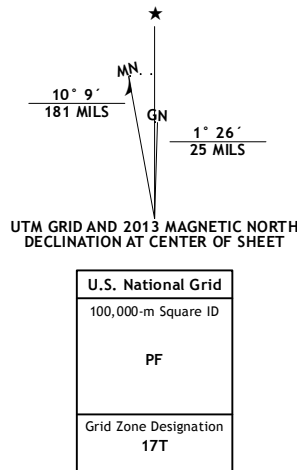 MN
GN
10° 9´
181 MILS
1° 26´
25 MILS
UTM GRID AND 2013 MAGNETIC NORTH
DECLINATION AT CENTER OF SHEET
U.S. National Grid
100,000-m Square ID
PF
Grid Zone Designation
17T